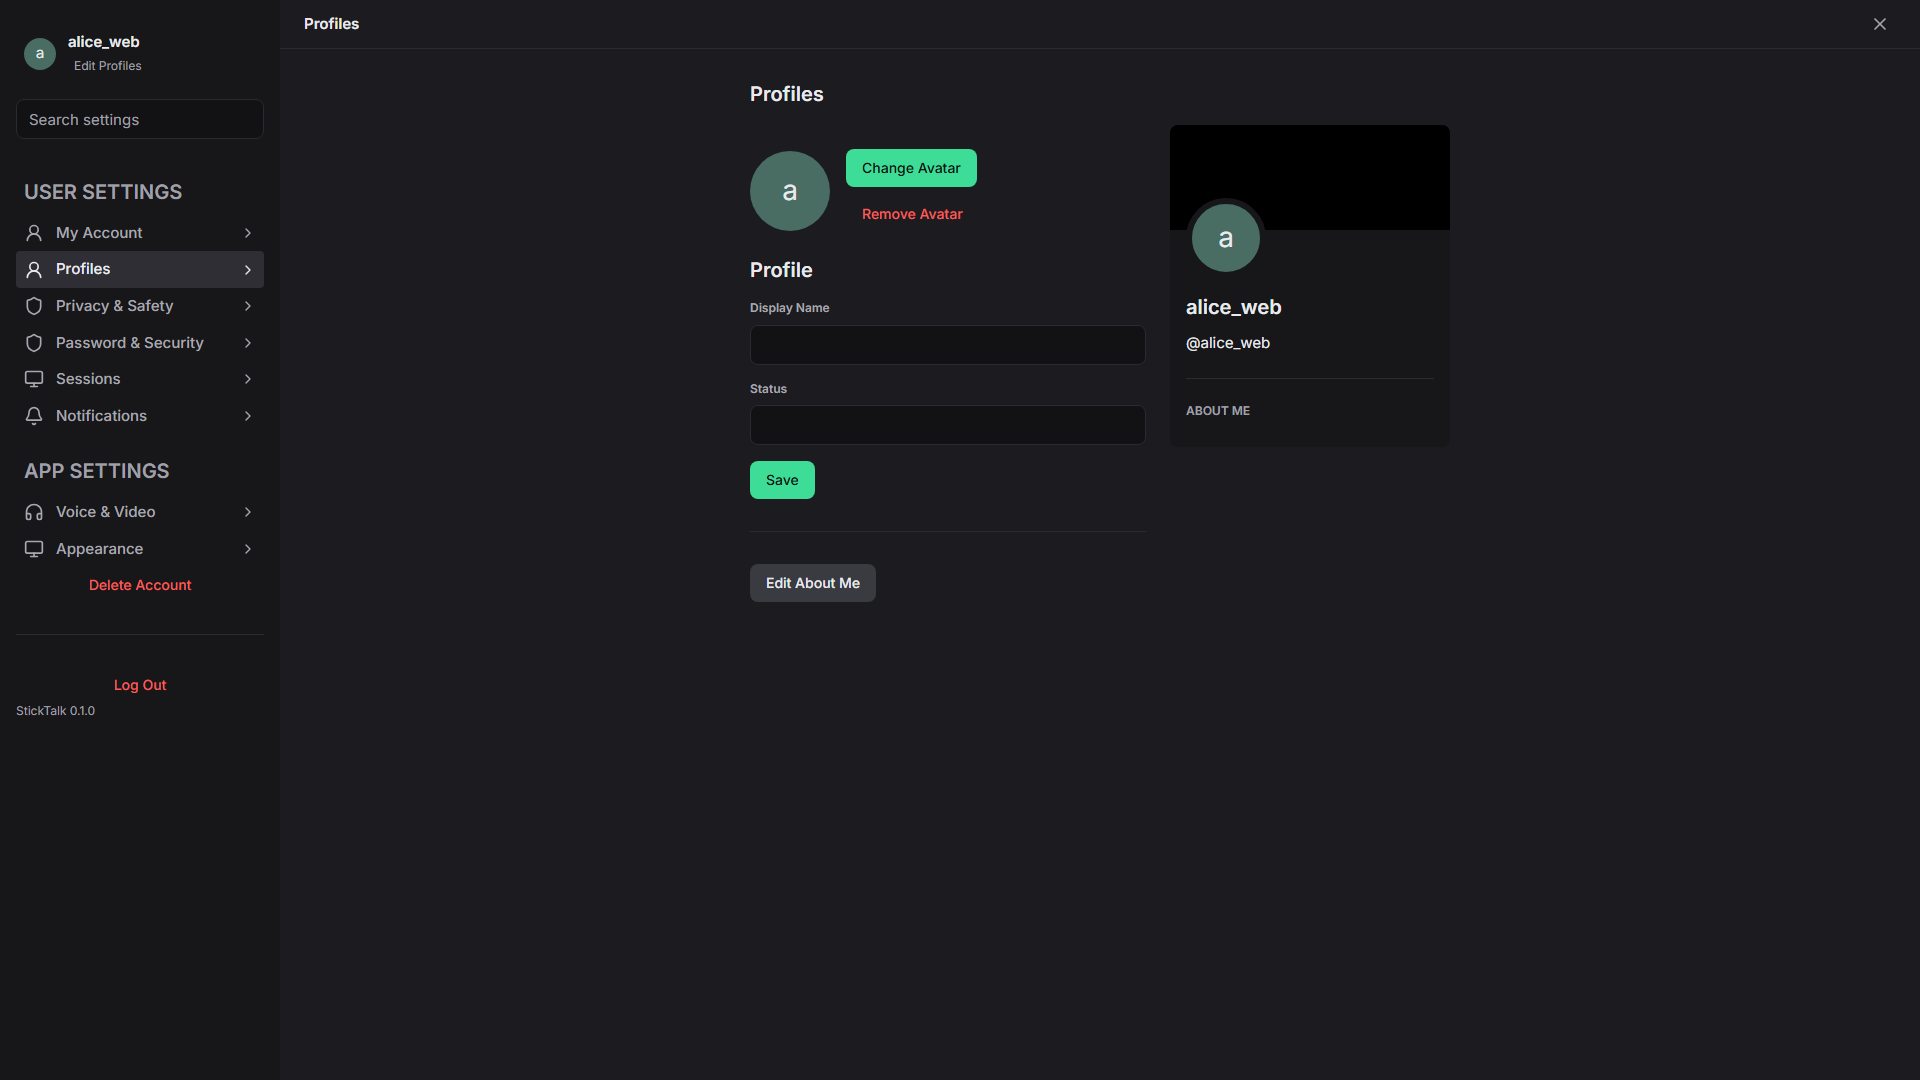 a
alice_web
Edit Profiles
Search settings
USER SETTINGS
My Account
Profiles
Privacy & Safety
Password & Security
Sessions
Notifications
APP SETTINGS
Voice & Video
Appearance
Delete Account
Log Out
StickTalk 0.1.0
Profiles
Profiles
a
Change Avatar
Remove Avatar
Profile
Display Name
Status
Save
Edit About Me
a
alice_web
@alice_web
ABOUT ME